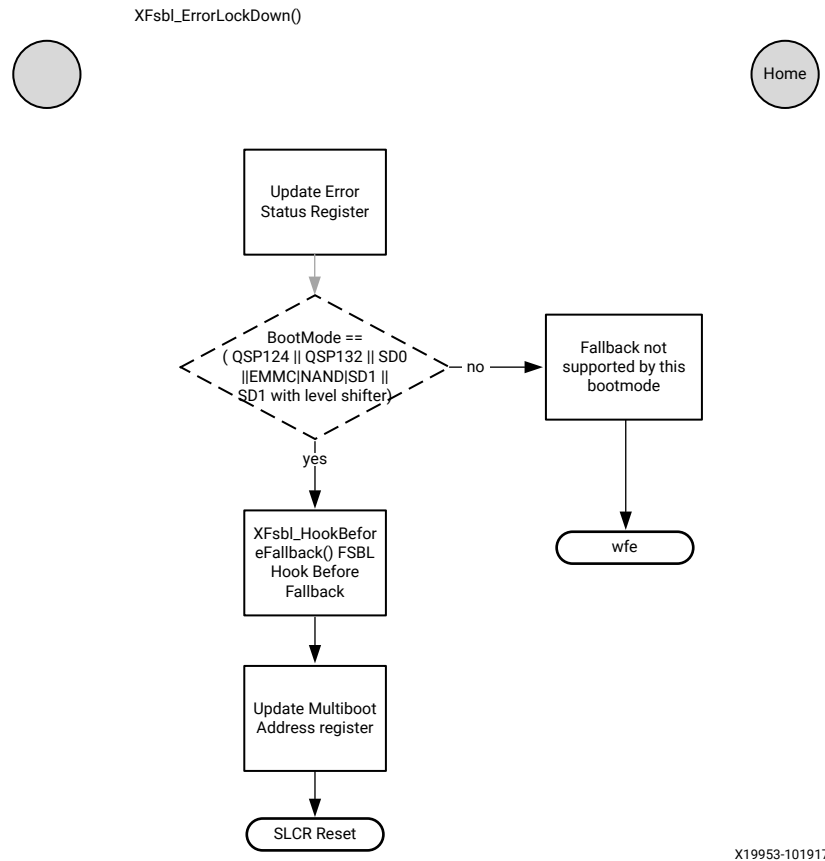 XFsbl_ErrorLockDown()
Home
Update Error
Status Register
BootMode ==
( QSP124 || QSP132 || SD0
||EMMC|NAND|SD1 ||
SD1 with level shifter)
no
Fallback not
supported by this
bootmode
yes
XFsbl_HookBefor
eFallback() FSBL
Hook Before
Fallback
wfe
Update Multiboot
Address register
SLCR Reset
X19953-101917